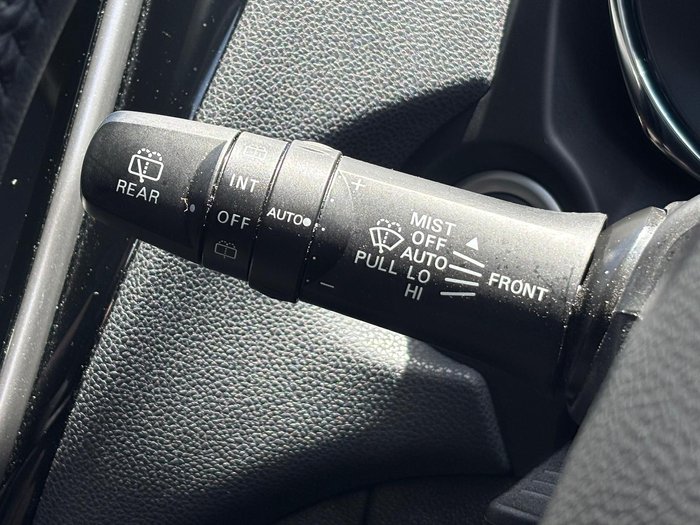 REAR
INT
OFF
AUTO
+
-
MIST
OFF
AUTO
PULL LO
HI
FRONT